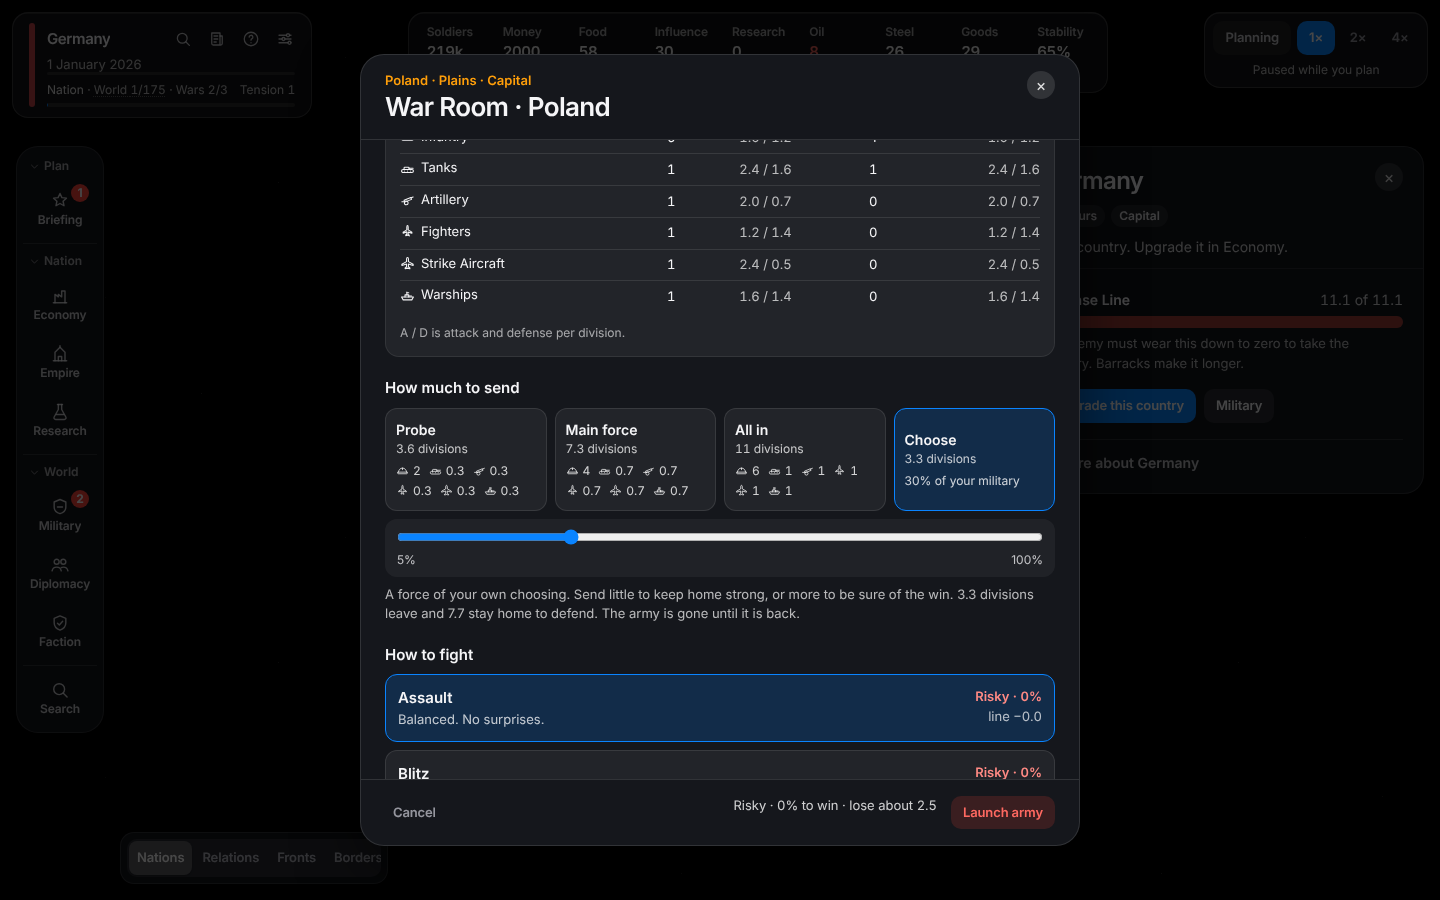 Germany
1 January 2026
Nation · World 1/175 · Wars 2/3 Tension 1
Soldiers Money Food Influence Research Oil Steel Goods Stability
219k 2000 58 30 0 8 26 29 65%
Planning 1× 2× 4×
Paused while you plan
Plan
1
Briefing
Nation
Economy
Empire
Research
World
2
Military
Diplomacy
Faction
Search
Poland · Plains · Capital
War Room · Poland
×
Tanks 1 2.4 / 1.6 1 2.4 / 1.6
Artillery 1 2.0 / 0.7 0 2.0 / 0.7
Fighters 1 1.2 / 1.4 0 1.2 / 1.4
Strike Aircraft 1 2.4 / 0.5 0 2.4 / 0.5
Warships 1 1.6 / 1.4 0 1.6 / 1.4
A / D is attack and defense per division.
How much to send
Probe
3.6 divisions
2 0.3 0.3
0.3 0.3 0.3
Main force
7.3 divisions
4 0.7 0.7
0.7 0.7 0.7
All in
11 divisions
6 1 1 1
1 1
Choose
3.3 divisions
30% of your military
5% 100%
A force of your own choosing. Send little to keep home strong, or more to be sure of the win. 3.3 divisions
leave and 7.7 stay home to defend. The army is gone until it is back.
How to fight
Assault Risky · 0%
Balanced. No surprises. line −0.0
Blitz Risky · 0%
Cancel Risky · 0% to win · lose about 2.5 Launch army
rmany
×
urs Capital
country. Upgrade it in Economy.
nse Line 11.1 of 11.1
emy must wear this down to zero to take the
ry. Barracks make it longer.
rade this country Military
re about Germany
Nations Relations Fronts Borders